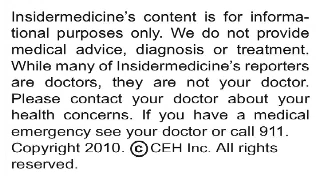 Insidermedicine's content is for informa-
tional purposes only. We do not provide
medical advice, diagnosis or treatment.
While many of Insidermedicine's reporters
are doctors, they are not your doctor.
Please contact your doctor about your
health concerns. If you have a medical
emergency see your doctor or call 911.
Copyright 2010. © CEH Inc. All rights
reserved.